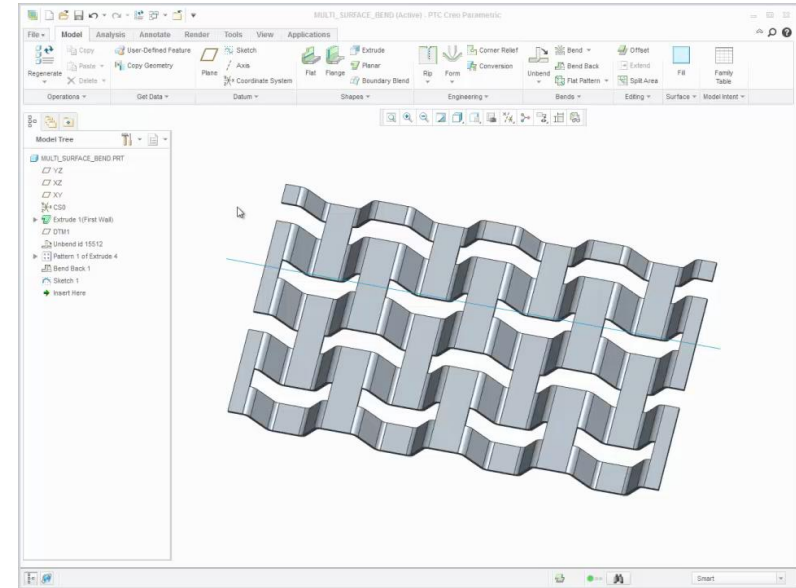 MULTI_SURFACE_BEND (Active) - PTC Creo Parametric
File Model Analysis Annotate Render Tools View Applications
Regenerate Copy Paste Delete User-Defined Feature Copy Geometry Plane Sketch Axis Coordinate System Flat Flange Extrude Planar Boundary Blend Rip Form Corner Relief Conversion Unbend Bend Bend Back Flat Pattern Offset Extend Split Area Fill Family Table
Operations Get Data Datum Shapes Engineering Bends Editing Surface Model Intent
Model Tree
MULTI_SURFACE_BEND.PRT
YZ
XZ
XY
CS0
Extrude 1(First Wall)
DTM1
Unbend id 15512
Pattern 1 of Extrude 4
Bend Back 1
Sketch 1
Insert Here
Smart